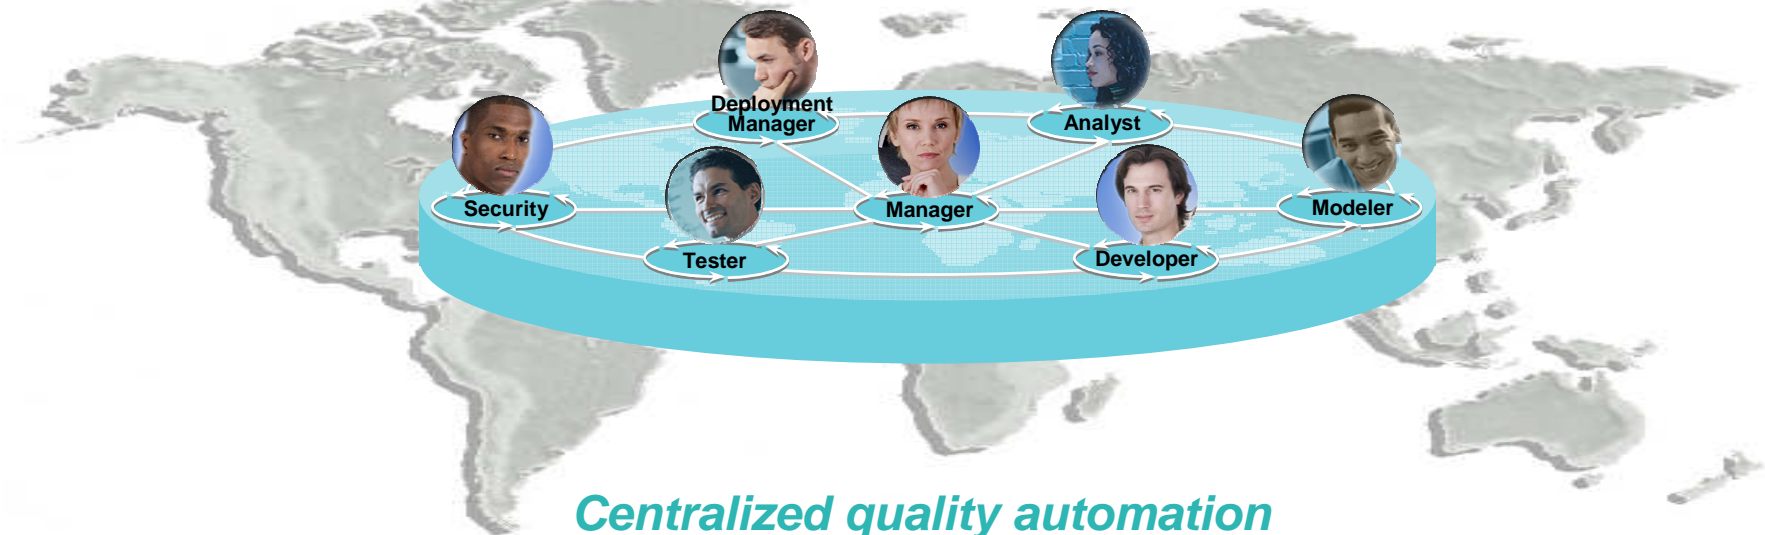 Deployment
Manager
Analyst
Security
Manager
Modeler
Tester
Developer
Centralized quality automation